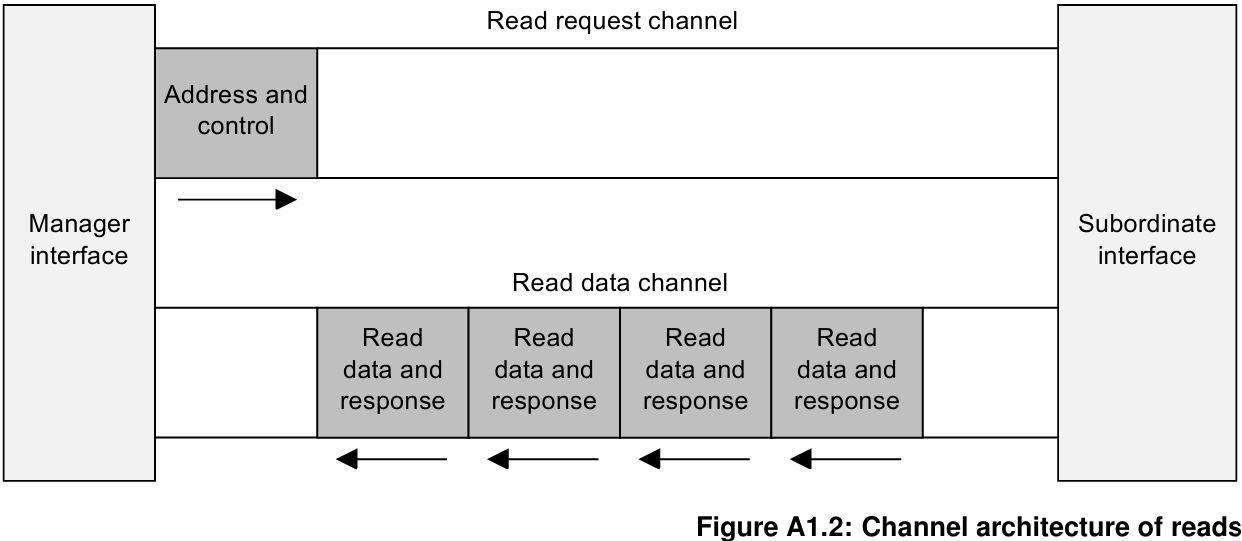 Read request channel
Address and
control
Manager
interface
Subordinate
interface
Read data channel
Read
data and
response
Read
data and
response
Read
data and
response
Read
data and
response
Figure A1.2: Channel architecture of reads